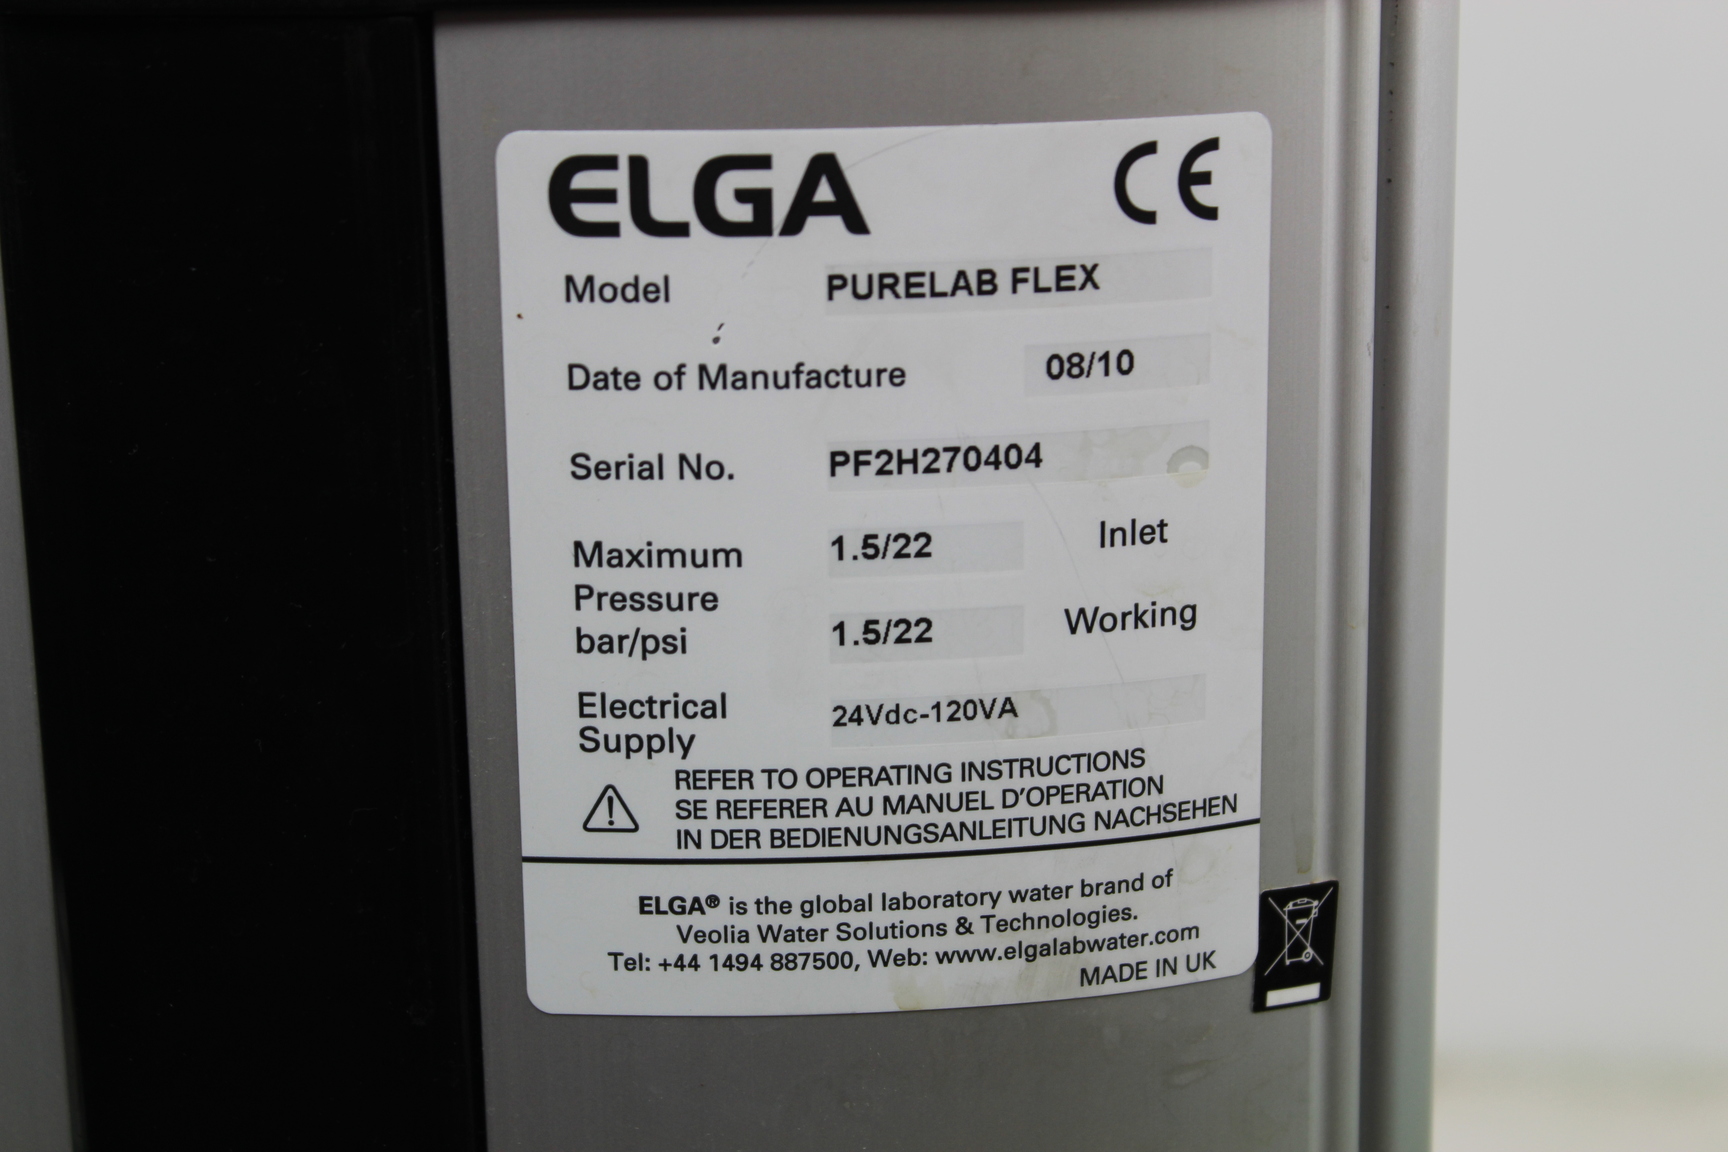 ELGA CE
Model PURELAB FLEX
Date of Manufacture 08/10
Serial No. PF2H270404
Maximum 1.5/22 Inlet
Pressure
bar/psi 1.5/22 Working
Electrical
Supply 24Vdc-120VA
REFER TO OPERATING INSTRUCTIONS
SE REFERER AU MANUEL D'OPERATION
IN DER BEDIENUNGSANLEITUNG NACHSEHEN
ELGA® is the global laboratory water brand of
Veolia Water Solutions & Technologies.
Tel: +44 1494 887500, Web: www.elgalabwater.com
MADE IN UK